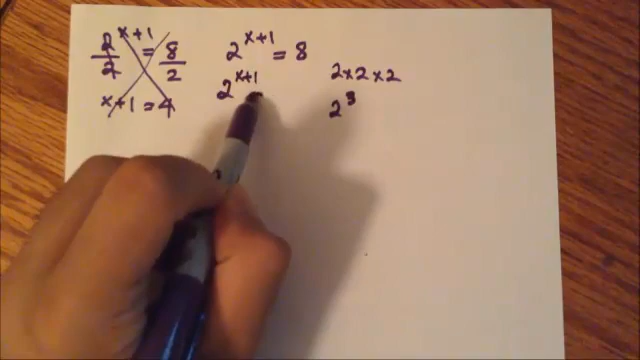 2^(x+1) = 8
2 2
x+1 = 4
2^(x+1) = 8
2^(x+1)
2×2×2
2^3